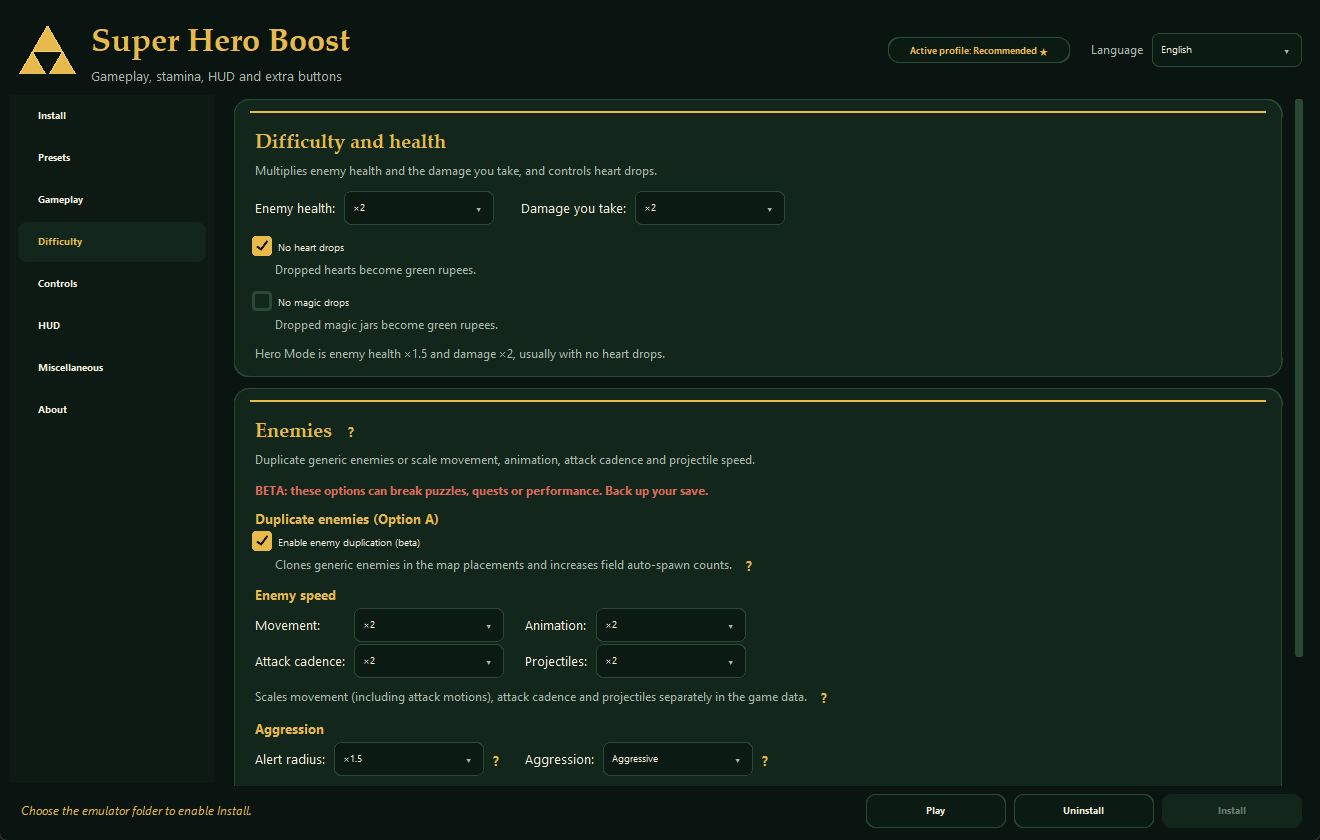 Super Hero Boost
Gameplay, stamina, HUD and extra buttons
Active profile: Recommended ★
Language
English
Install
Presets
Gameplay
Difficulty
Controls
HUD
Miscellaneous
About
Difficulty and health
Multiplies enemy health and the damage you take, and controls heart drops.
Enemy health: ×2 Damage you take: ×2
No heart drops
Dropped hearts become green rupees.
No magic drops
Dropped magic jars become green rupees.
Hero Mode is enemy health ×1.5 and damage ×2, usually with no heart drops.
Enemies ?
Duplicate generic enemies or scale movement, animation, attack cadence and projectile speed.
BETA: these options can break puzzles, quests or performance. Back up your save.
Duplicate enemies (Option A)
Enable enemy duplication (beta)
Clones generic enemies in the map placements and increases field auto-spawn counts. ?
Enemy speed
Movement: ×2 Animation: ×2
Attack cadence: ×2 Projectiles: ×2
Scales movement (including attack motions), attack cadence and projectiles separately in the game data. ?
Aggression
Alert radius: ×1.5 ? Aggression: Aggressive ?
Choose the emulator folder to enable Install.
Play
Uninstall
Install